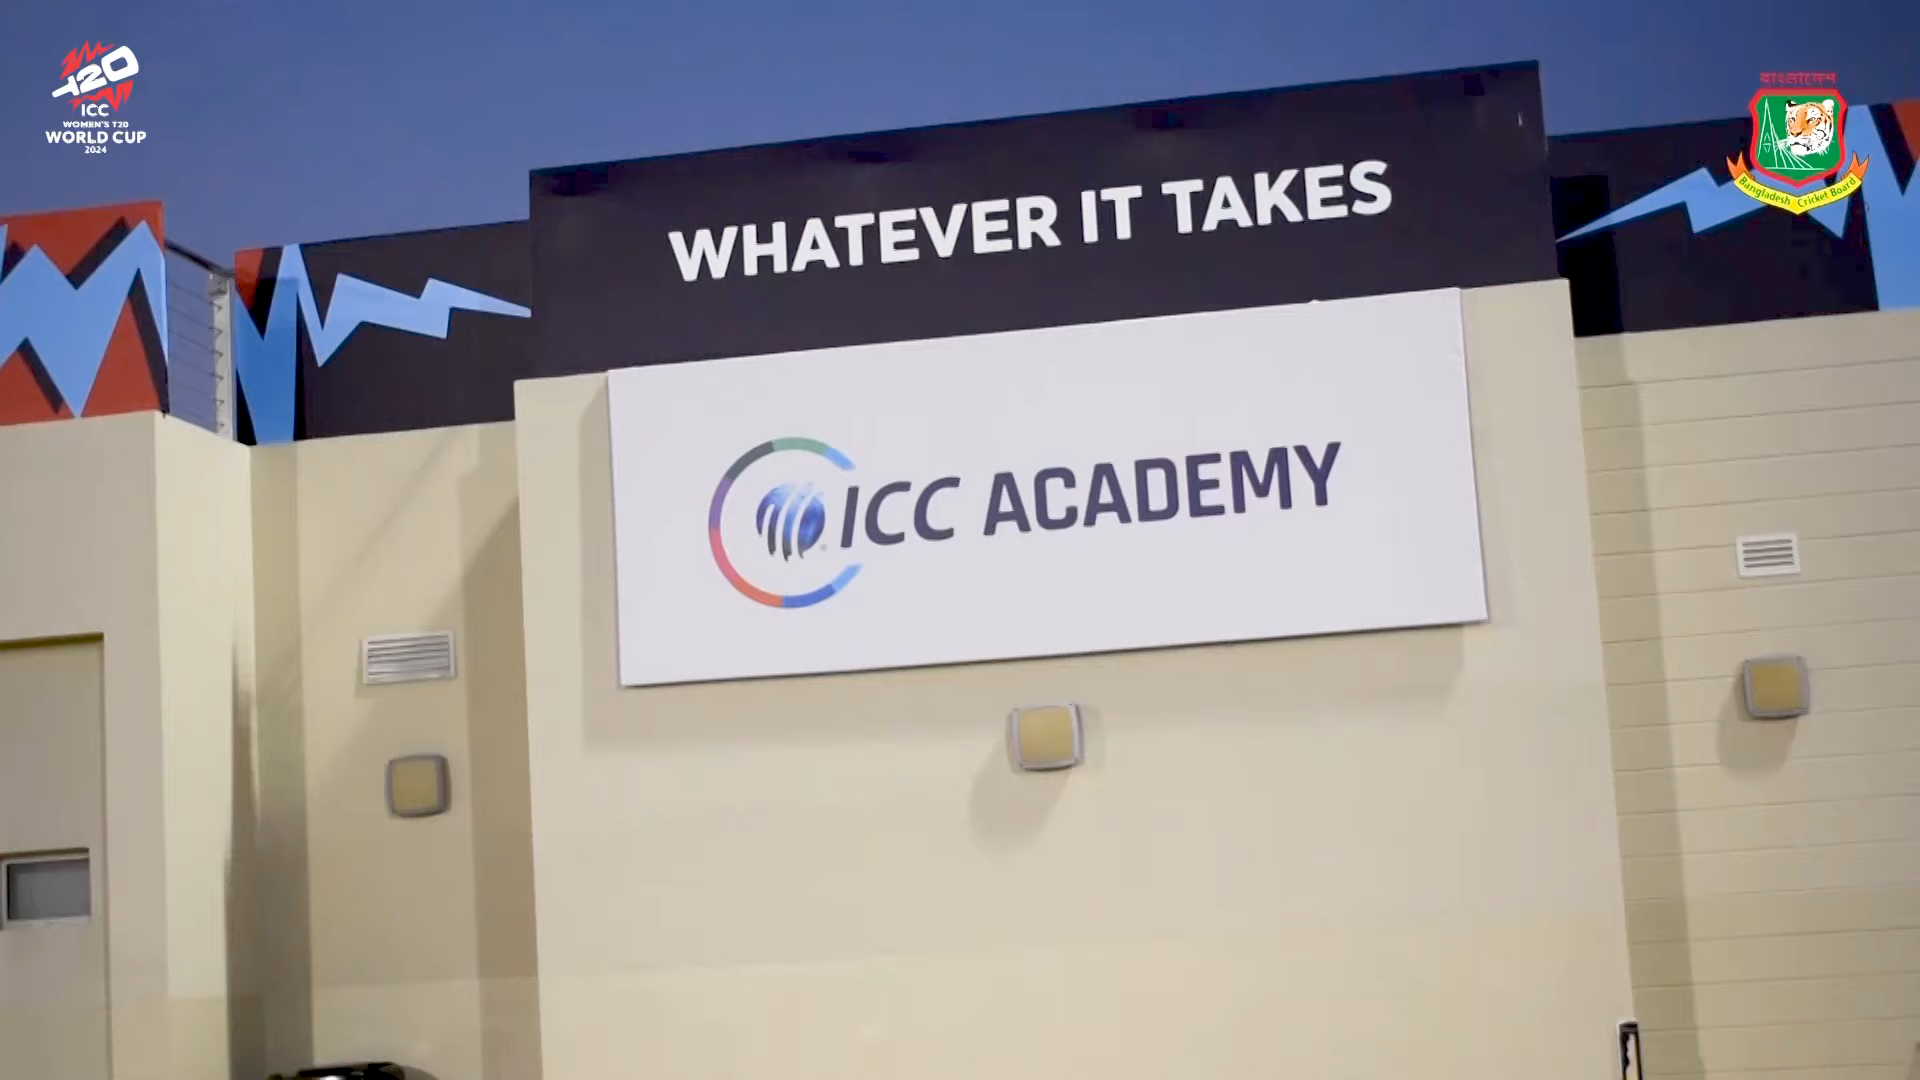 T20
ICC
WOMEN'S T20
WORLD CUP
2024
বাংলাদেশ
Bangladesh Cricket Board
WHATEVER IT TAKES
ICC ACADEMY